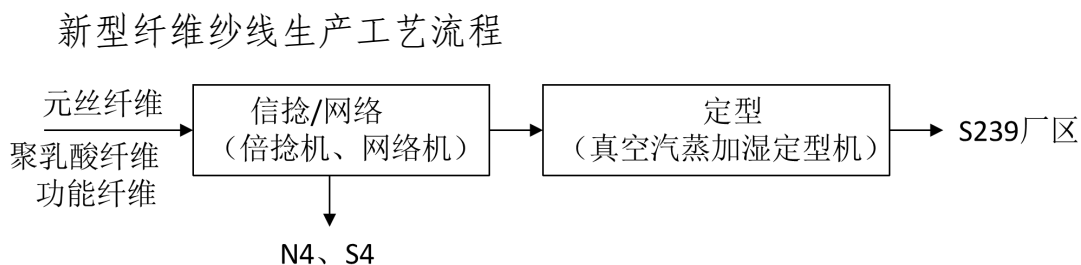 新型纤维纱线生产工艺流程
元丝纤维
聚乳酸纤维
功能纤维
信捻/网络
（倍捻机、网络机）
定型
（真空汽蒸加湿定型机）
S239厂区
N4、S4